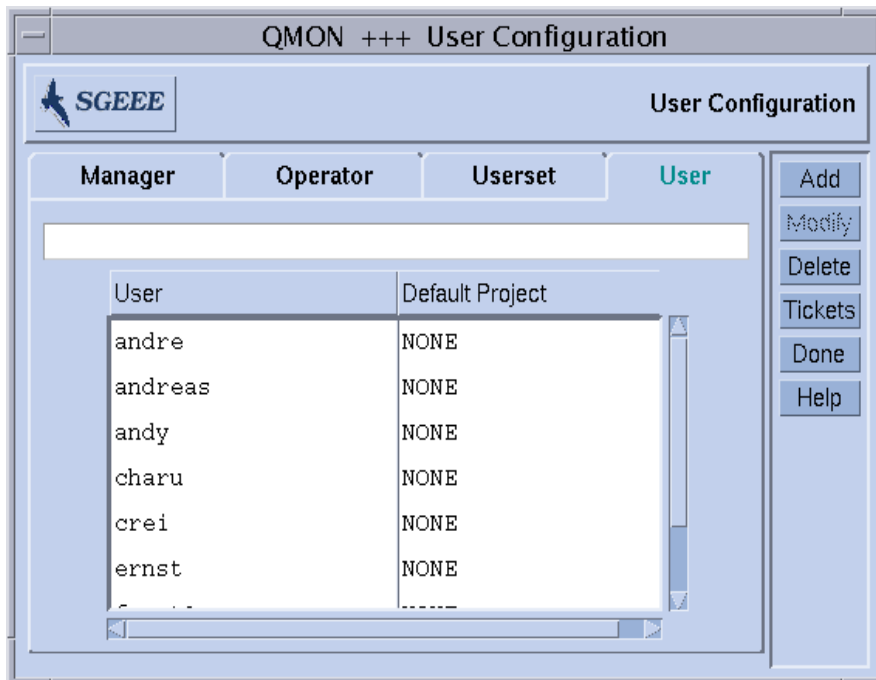 QMON +++ User Configuration
SGEEE
User Configuration
Manager Operator Userset User
User Default Project
andre NONE
andreas NONE
andy NONE
charu NONE
crei NONE
ernst NONE
Add
Modify
Delete
Tickets
Done
Help